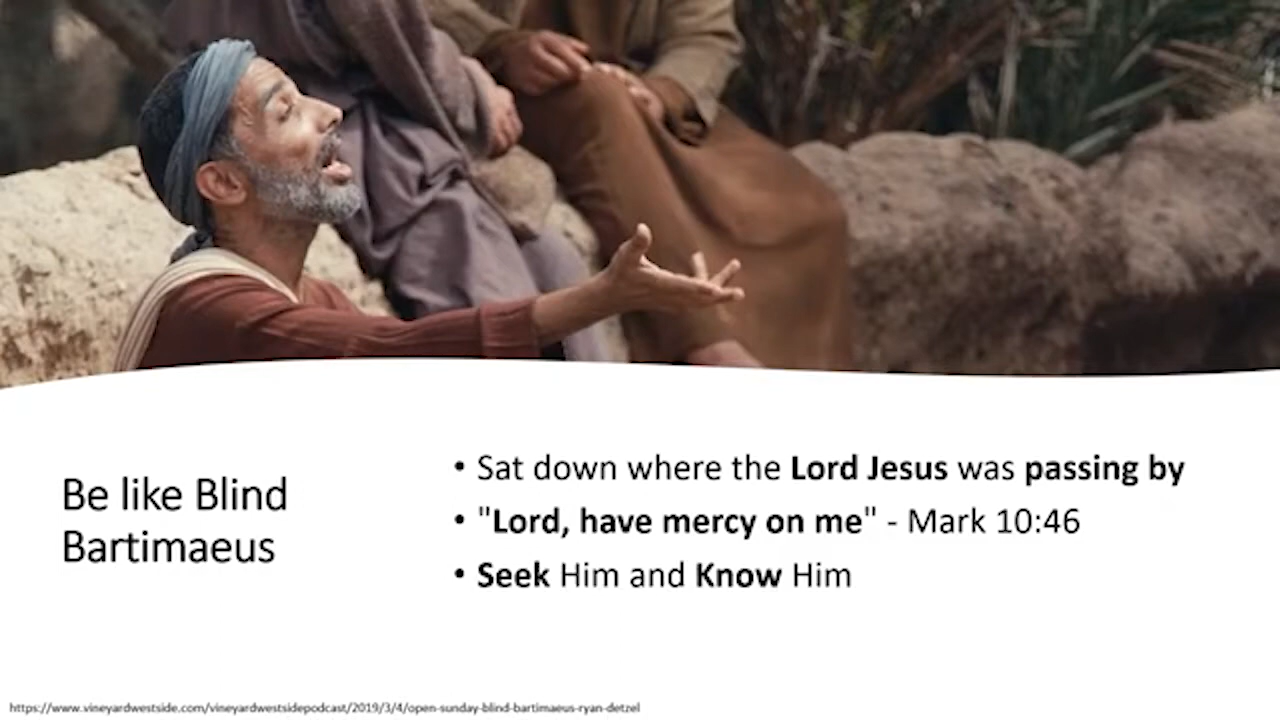 Be like Blind
Bartimaeus
• Sat down where the Lord Jesus was passing by
• "Lord, have mercy on me" - Mark 10:46
• Seek Him and Know Him
https://www.vineyardwestside.com/vineyardwestsidepodcast/2019/3/4/open-sunday-blind-bartimaeus-ryan-detzel